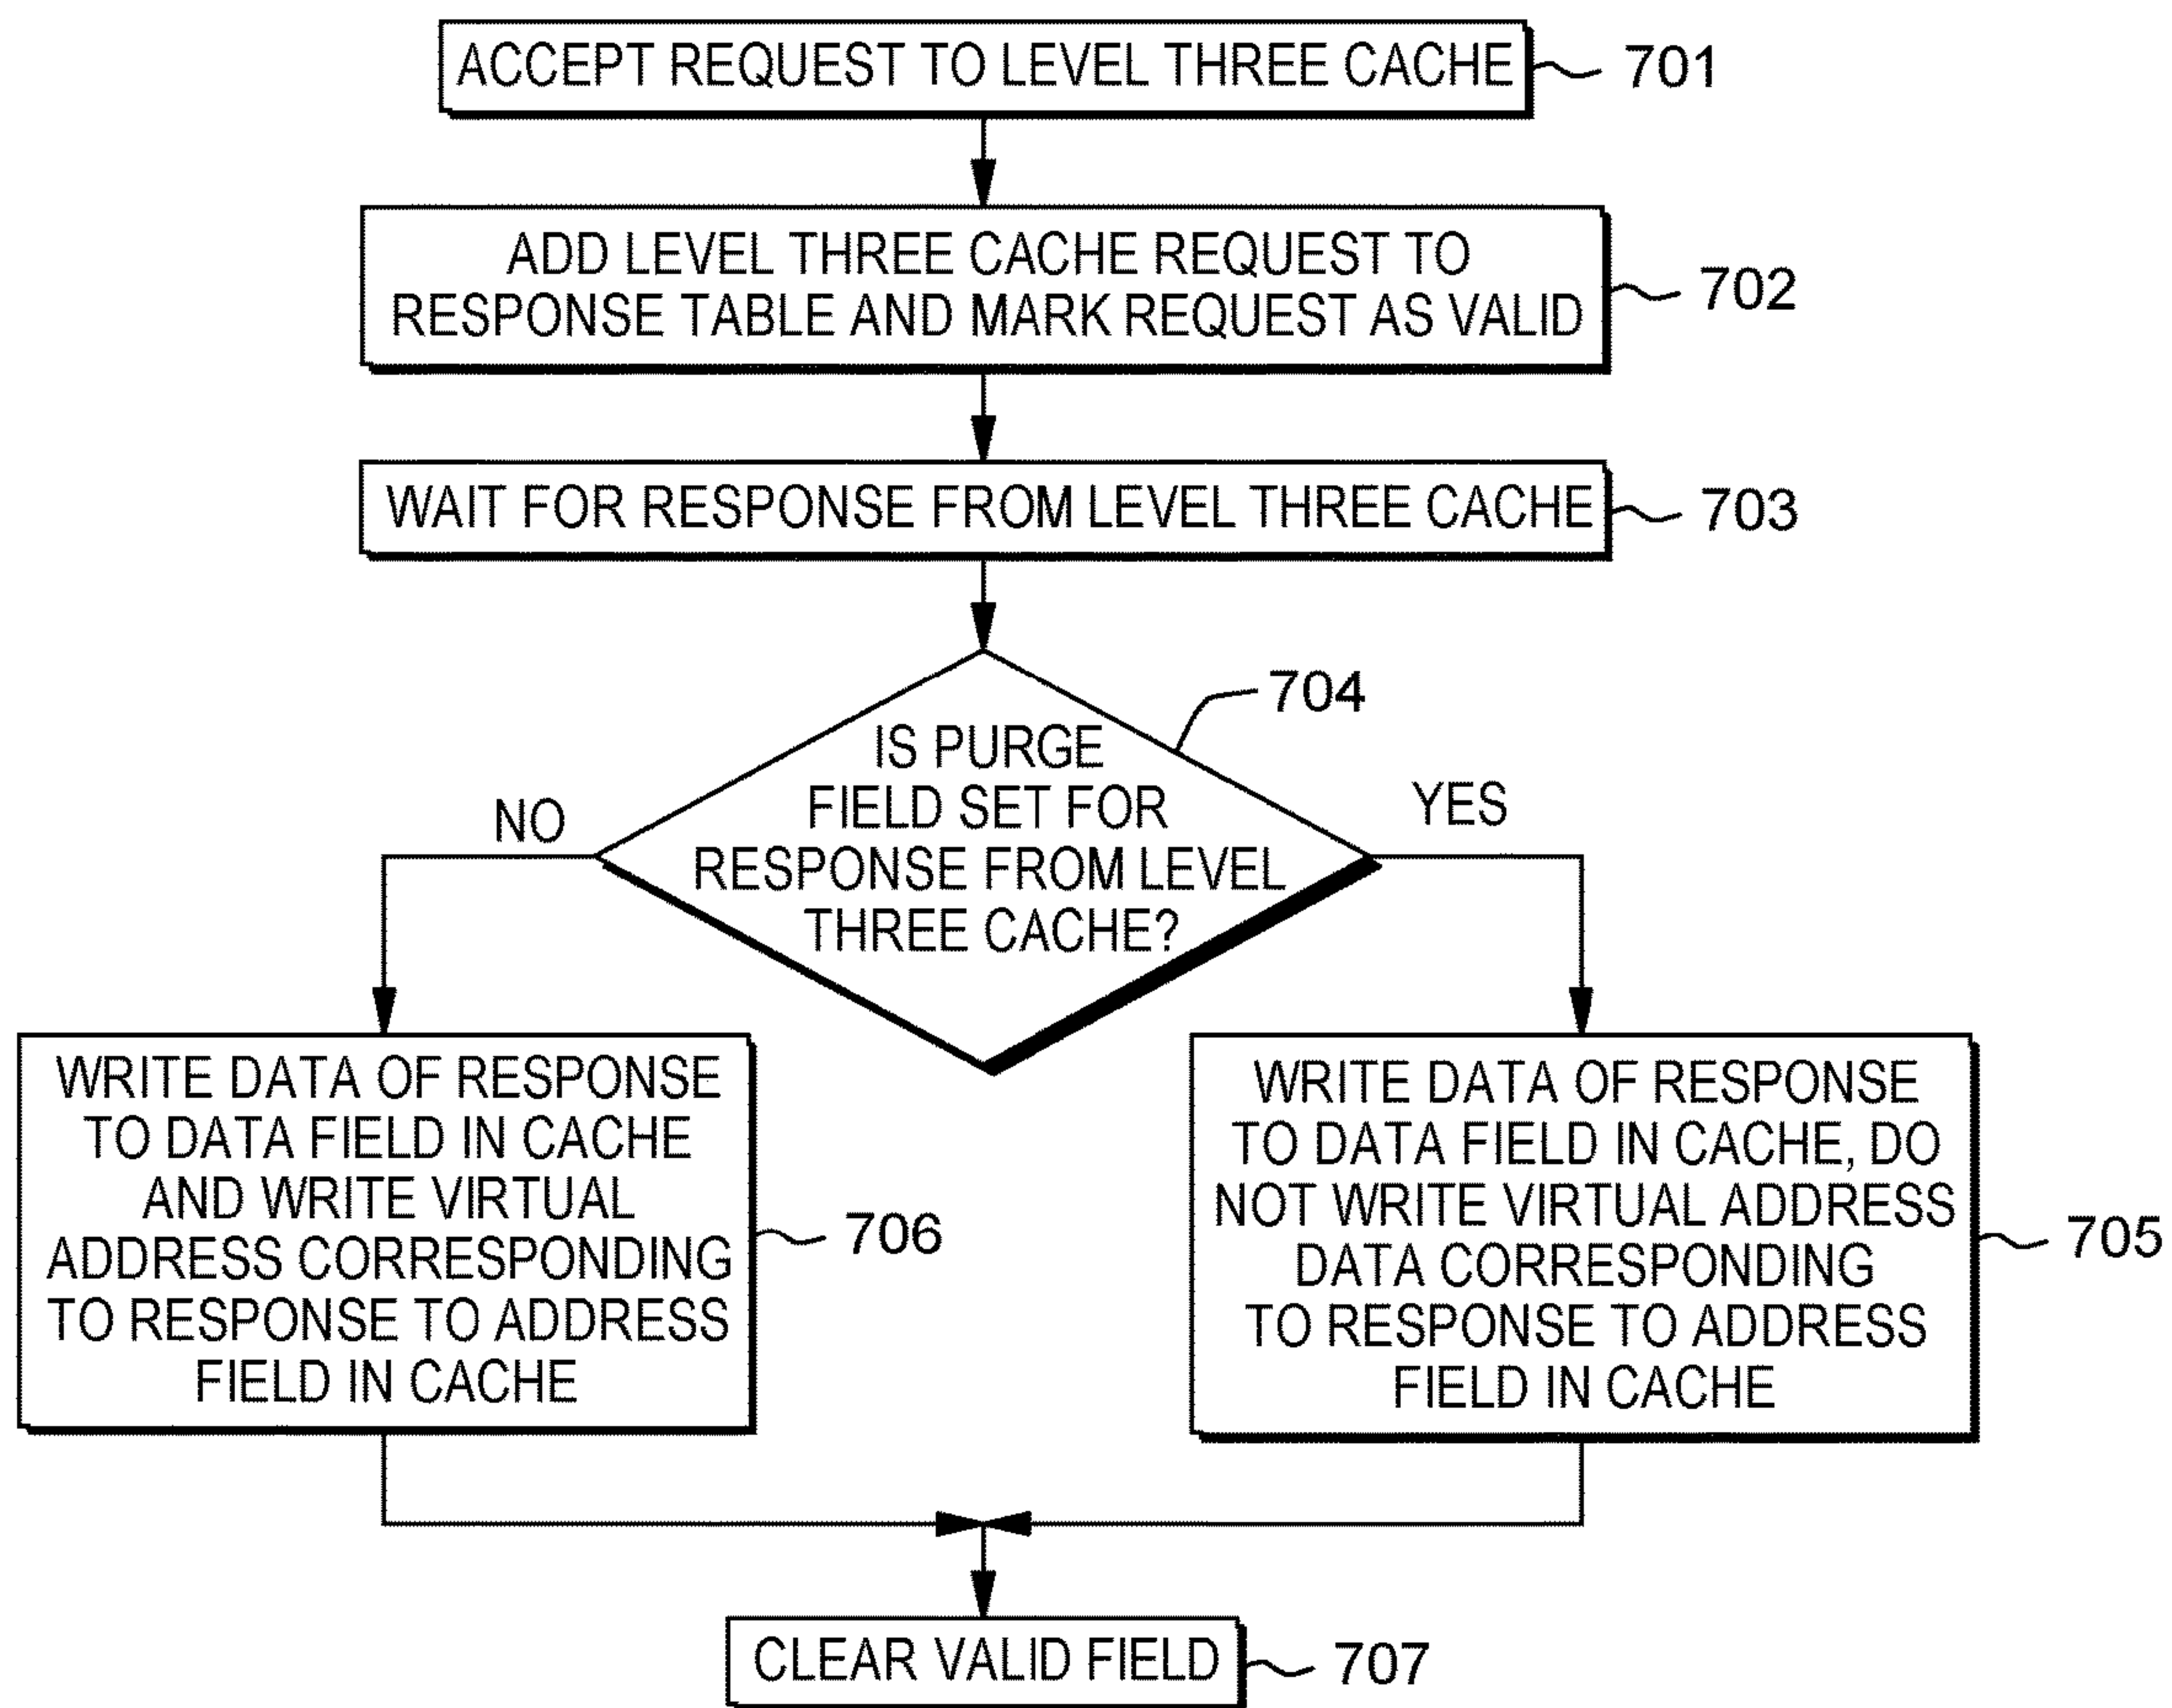 ACCEPT REQUEST TO LEVEL THREE CACHE
701
ADD LEVEL THREE CACHE REQUEST TO
RESPONSE TABLE AND MARK REQUEST AS VALID
702
WAIT FOR RESPONSE FROM LEVEL THREE CACHE
703
704
IS PURGE
FIELD SET FOR
RESPONSE FROM LEVEL
THREE CACHE?
NO
YES
WRITE DATA OF RESPONSE
TO DATA FIELD IN CACHE
AND WRITE VIRTUAL
ADDRESS CORRESPONDING
TO RESPONSE TO ADDRESS
FIELD IN CACHE
706
WRITE DATA OF RESPONSE
TO DATA FIELD IN CACHE, DO
NOT WRITE VIRTUAL ADDRESS
DATA CORRESPONDING
TO RESPONSE TO ADDRESS
FIELD IN CACHE
705
CLEAR VALID FIELD
707